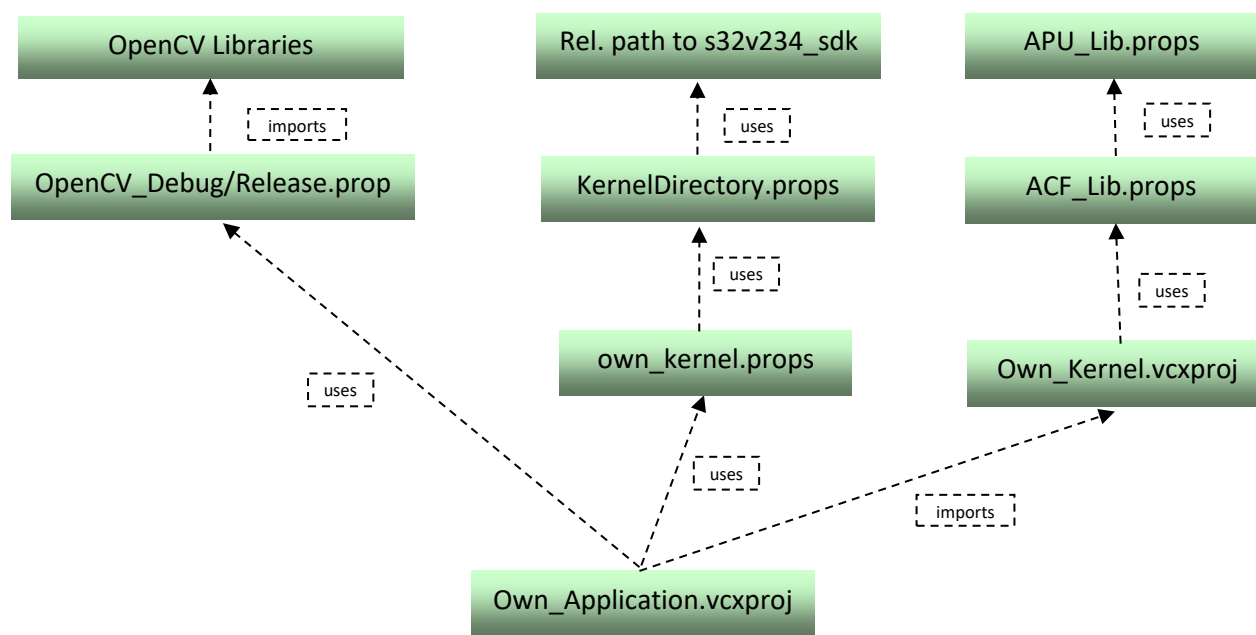 OpenCV Libraries
Rel. path to s32v234_sdk
APU_Lib.props
imports
uses
uses
OpenCV_Debug/Release.prop
KernelDirectory.props
ACF_Lib.props
uses
uses
own_kernel.props
Own_Kernel.vcxproj
uses
uses
imports
Own_Application.vcxproj